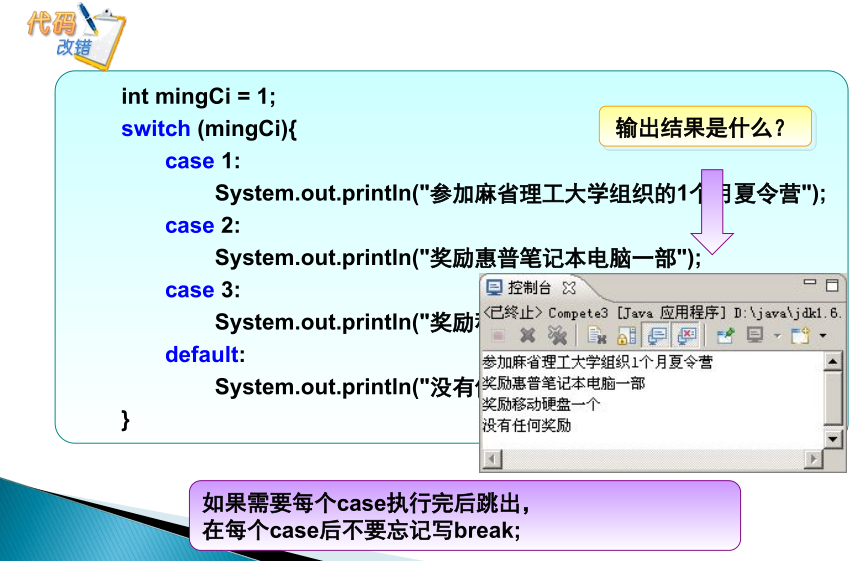 代码
改错
int mingCi = 1;
switch (mingCi){
输出结果是什么？
case 1:
System.out.println("参加麻省理工大学组织的1个月夏令营");
case 2:
System.out.println("奖励惠普笔记本电脑一部");
case 3:
System.out.println("奖励
default:
System.out.println("没有
}
控制台
<已终止> Compete3 [Java 应用程序] D:\java\jdk1.6.
参加麻省理工大学组织1个月夏令营
奖励惠普笔记本电脑一部
奖励移动硬盘一个
没有任何奖励
如果需要每个case执行完后跳出，
在每个case后不要忘记写break;